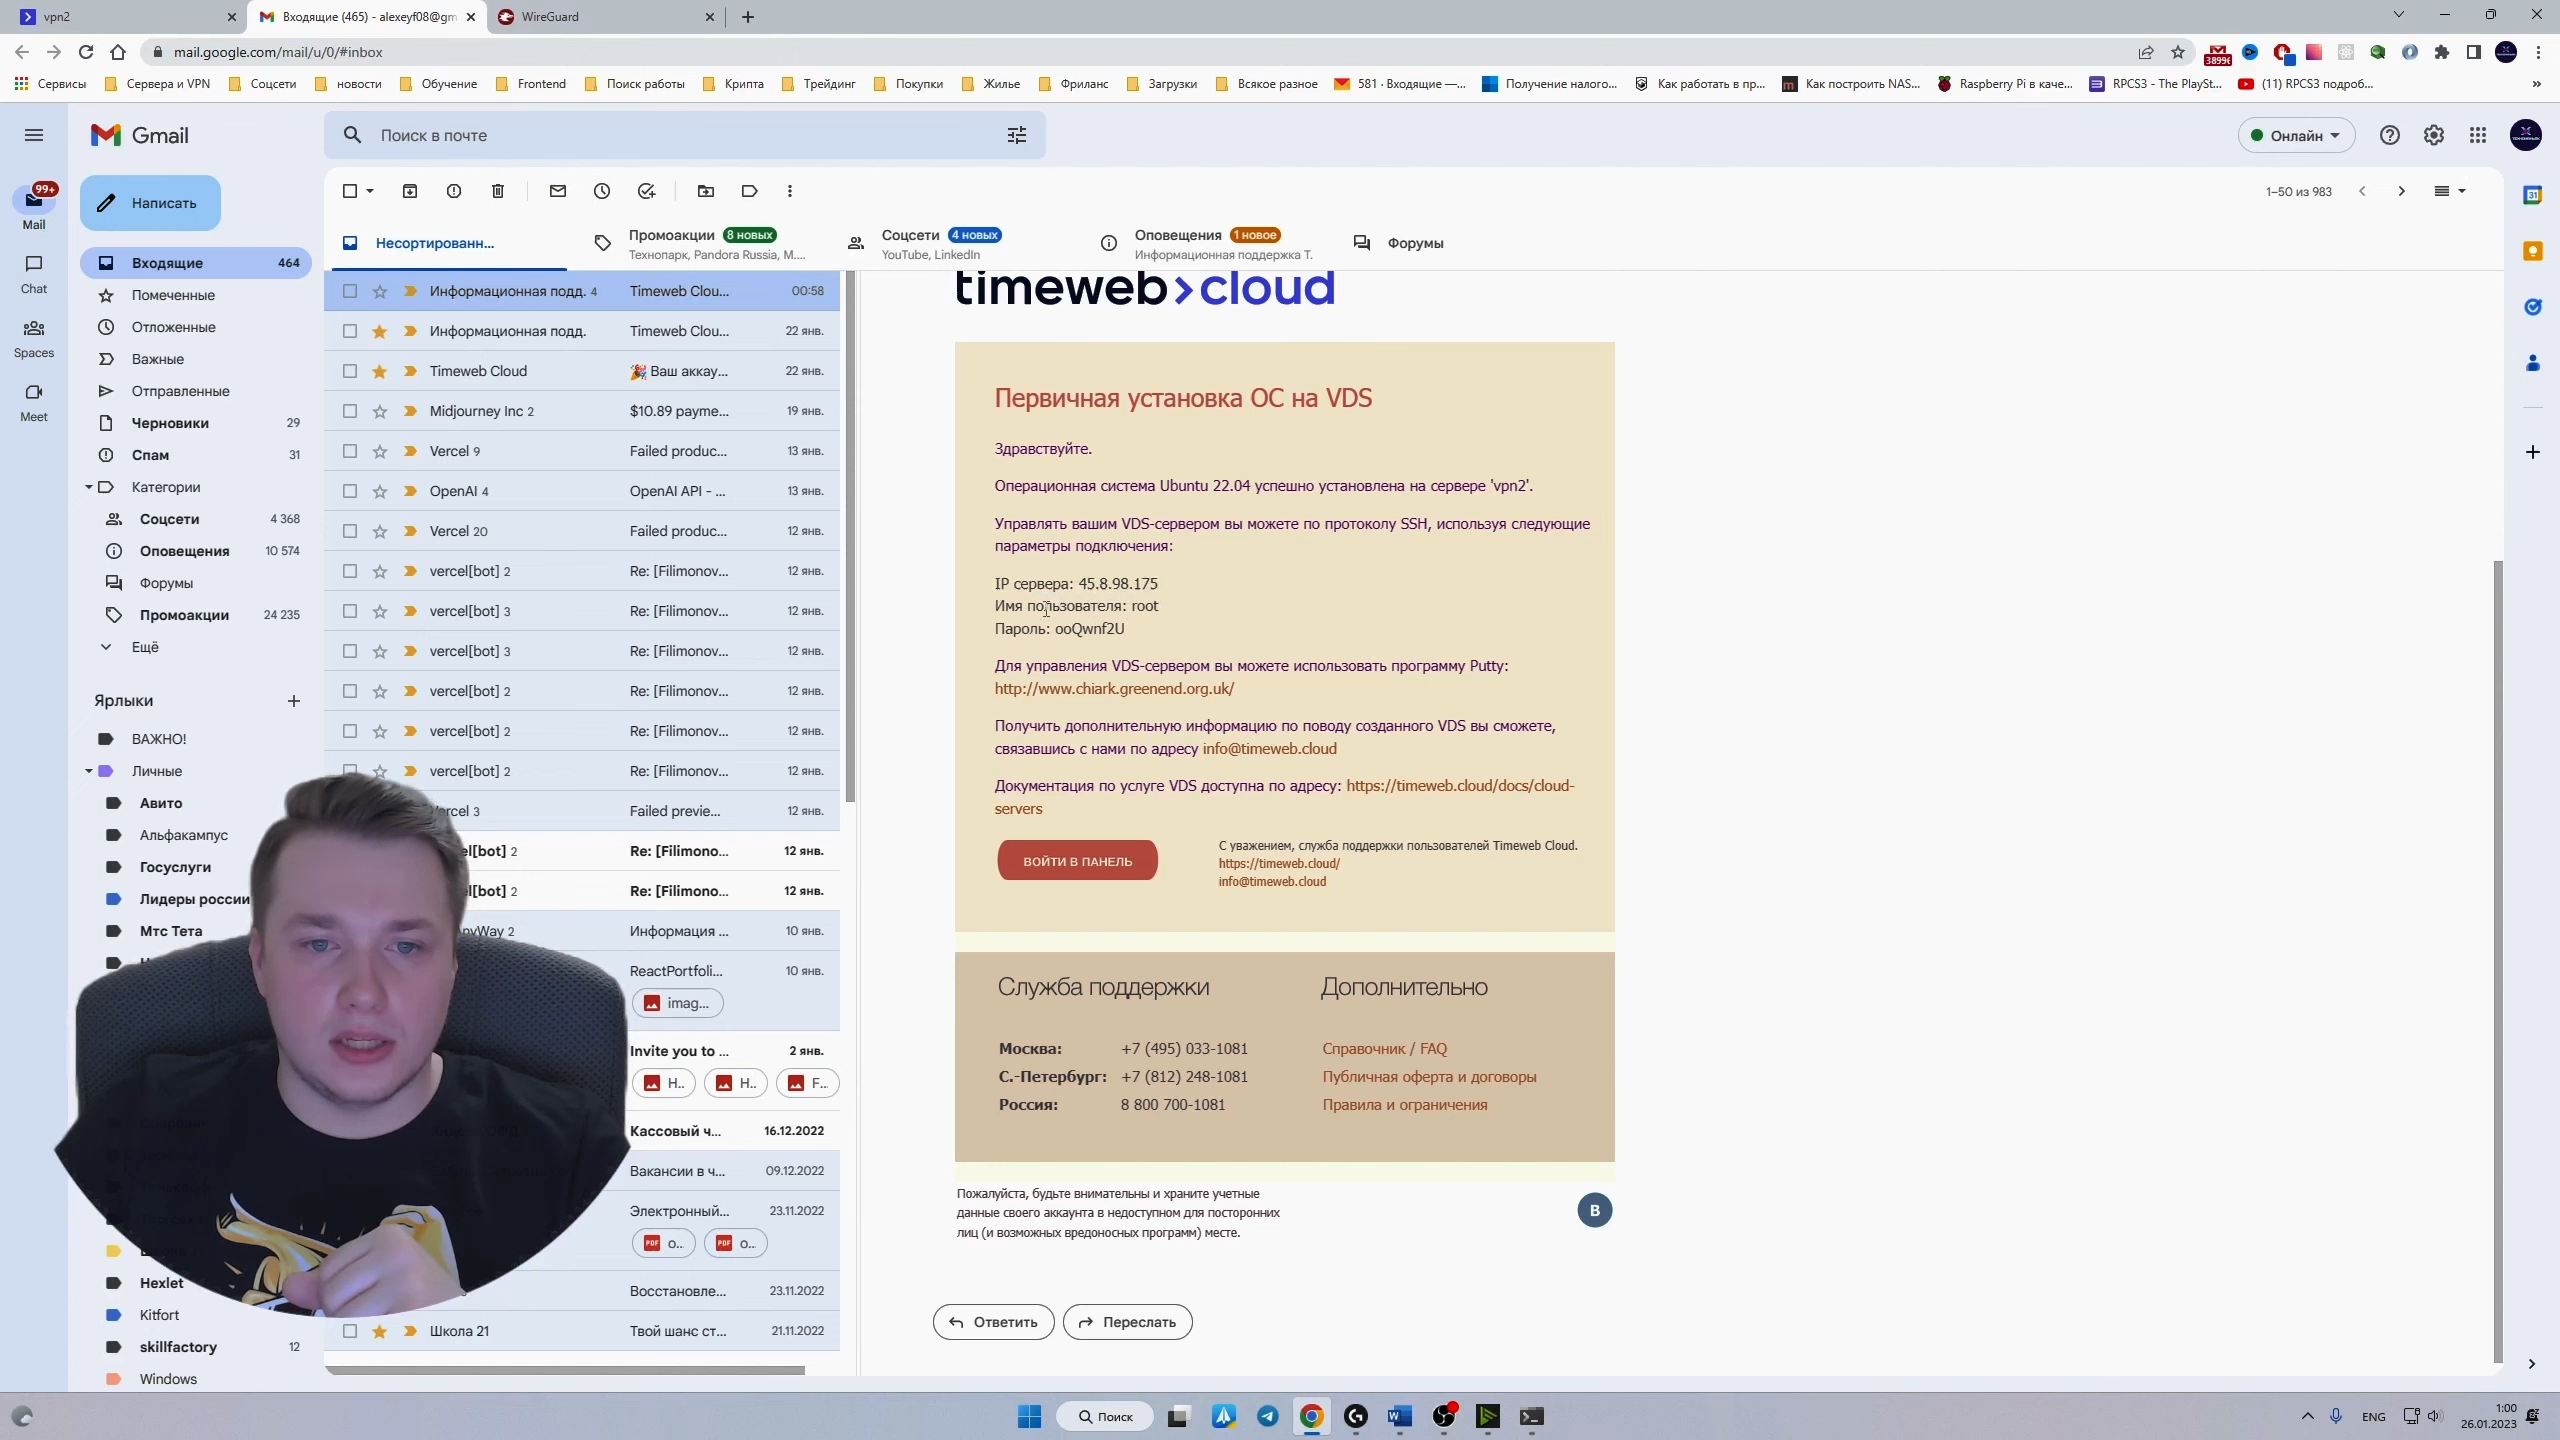 vpn2
Входящие (465) - alexeyf08@gm
WireGuard
mail.google.com/mail/u/0/#inbox
3899€
Сервисы
Сервера и VPN
Соцсети
новости
Обучение
Frontend
Поиск работы
Крипта
Трейдинг
Покупки
Жилье
Фриланс
Загрузки
Всякое разное
581 · Входящие —...
Получение налого...
Как работать в пр...
Как построить NAS...
Raspberry Pi в каче...
RPCS3 - The PlaySt...
(11) RPCS3 подроб...
Gmail
Поиск в почте
Онлайн
99+
Mail
Chat
Spaces
Meet
Написать
Входящие 464
Помеченные
Отложенные
Важные
Отправленные
Черновики 29
Спам 31
Категории
Соцсети 4 368
Оповещения 10 574
Форумы
Промоакции 24 235
Ещё
Ярлыки
ВАЖНО!
Личные
Авито
Альфакампус
Госуслуги
Лидеры россии
Мтс Тета
Hexlet
Kitfort
skillfactory 12
Windows
1–50 из 983
Несортированн...
Промоакции 8 новых
Технопарк, Pandora Russia, M....
Соцсети 4 новых
YouTube, LinkedIn
Оповещения 1 новое
Информационная поддержка T.
Форумы
Информационная подд. 4 Timeweb Clou... 00:58
Информационная подд. Timeweb Clou... 22 янв.
Timeweb Cloud 🎉 Ваш аккау... 22 янв.
Midjourney Inc 2 $10.89 payme... 19 янв.
Vercel 9 Failed produc... 13 янв.
OpenAI 4 OpenAI API - ... 13 янв.
Vercel 20 Failed produc... 12 янв.
vercel[bot] 2 Re: [Filimonov... 12 янв.
vercel[bot] 3 Re: [Filimonov... 12 янв.
vercel[bot] 3 Re: [Filimonov... 12 янв.
vercel[bot] 2 Re: [Filimonov... 12 янв.
vercel[bot] 2 Re: [Filimonov... 12 янв.
vercel[bot] 2 Re: [Filimonov... 12 янв.
ercel 3 Failed previe... 12 янв.
el[bot] 2 Re: [Filimono... 12 янв.
el[bot] 2 Re: [Filimono... 12 янв.
nyWay 2 Информация ... 10 янв.
ReactPortfoli... 10 янв.
imag...
Invite you to ... 2 янв.
H.. H.. F...
Кассовый ч... 16.12.2022
Вакансии в ч... 09.12.2022
Электронный... 23.11.2022
PDF о... PDF о...
Восстановле... 23.11.2022
Школа 21 Твой шанс ст... 21.11.2022
timeweb>cloud
Первичная установка ОС на VDS
Здравствуйте.
Операционная система Ubuntu 22.04 успешно установлена на сервере 'vpn2'.
Управлять вашим VDS-сервером вы можете по протоколу SSH, используя следующие
параметры подключения:
IP сервера: 45.8.98.175
Имя пользователя: root
Пароль: ooQwnf2U
Для управления VDS-сервером вы можете использовать программу Putty:
http://www.chiark.greenend.org.uk/
Получить дополнительную информацию по поводу созданного VDS вы сможете,
связавшись с нами по адресу info@timeweb.cloud
Документация по услуге VDS доступна по адресу: https://timeweb.cloud/docs/cloud-
servers
ВОЙТИ В ПАНЕЛЬ
С уважением, служба поддержки пользователей Timeweb Cloud.
https://timeweb.cloud/
info@timeweb.cloud
Служба поддержки
Москва: +7 (495) 033-1081
С.-Петербург: +7 (812) 248-1081
Россия: 8 800 700-1081
Дополнительно
Справочник / FAQ
Публичная оферта и договоры
Правила и ограничения
Пожалуйста, будьте внимательны и храните учетные
данные своего аккаунта в недоступном для посторонних
лиц (и возможных вредоносных программ) месте.
B
Ответить
Переслать
31
Поиск
ENG
1:00
26.01.2023